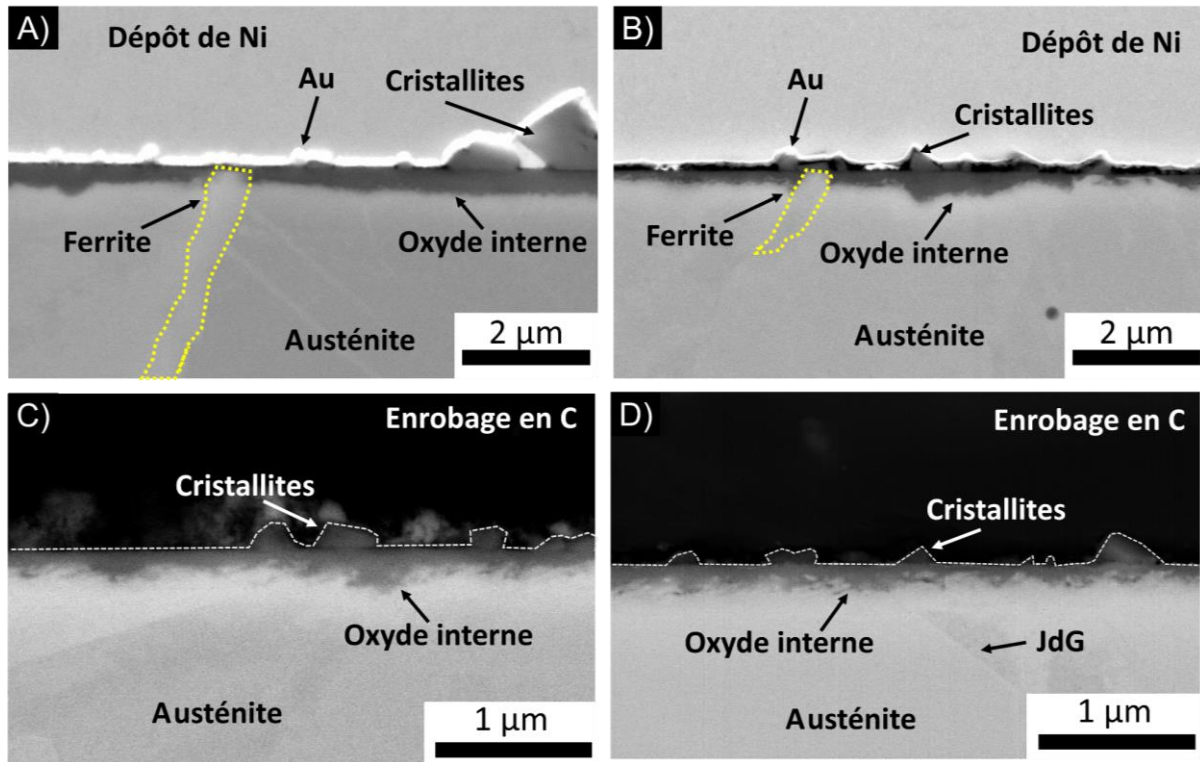 A)
Dépôt de Ni
Au
Cristallites
Ferrite
Oxyde interne
Austénite
2 µm
B)
Dépôt de Ni
Au
Cristallites
Ferrite
Oxyde interne
Austénite
2 µm
C)
Enrobage en C
Cristallites
Oxyde interne
Austénite
1 µm
D)
Enrobage en C
Cristallites
Oxyde interne
JdG
Austénite
1 µm